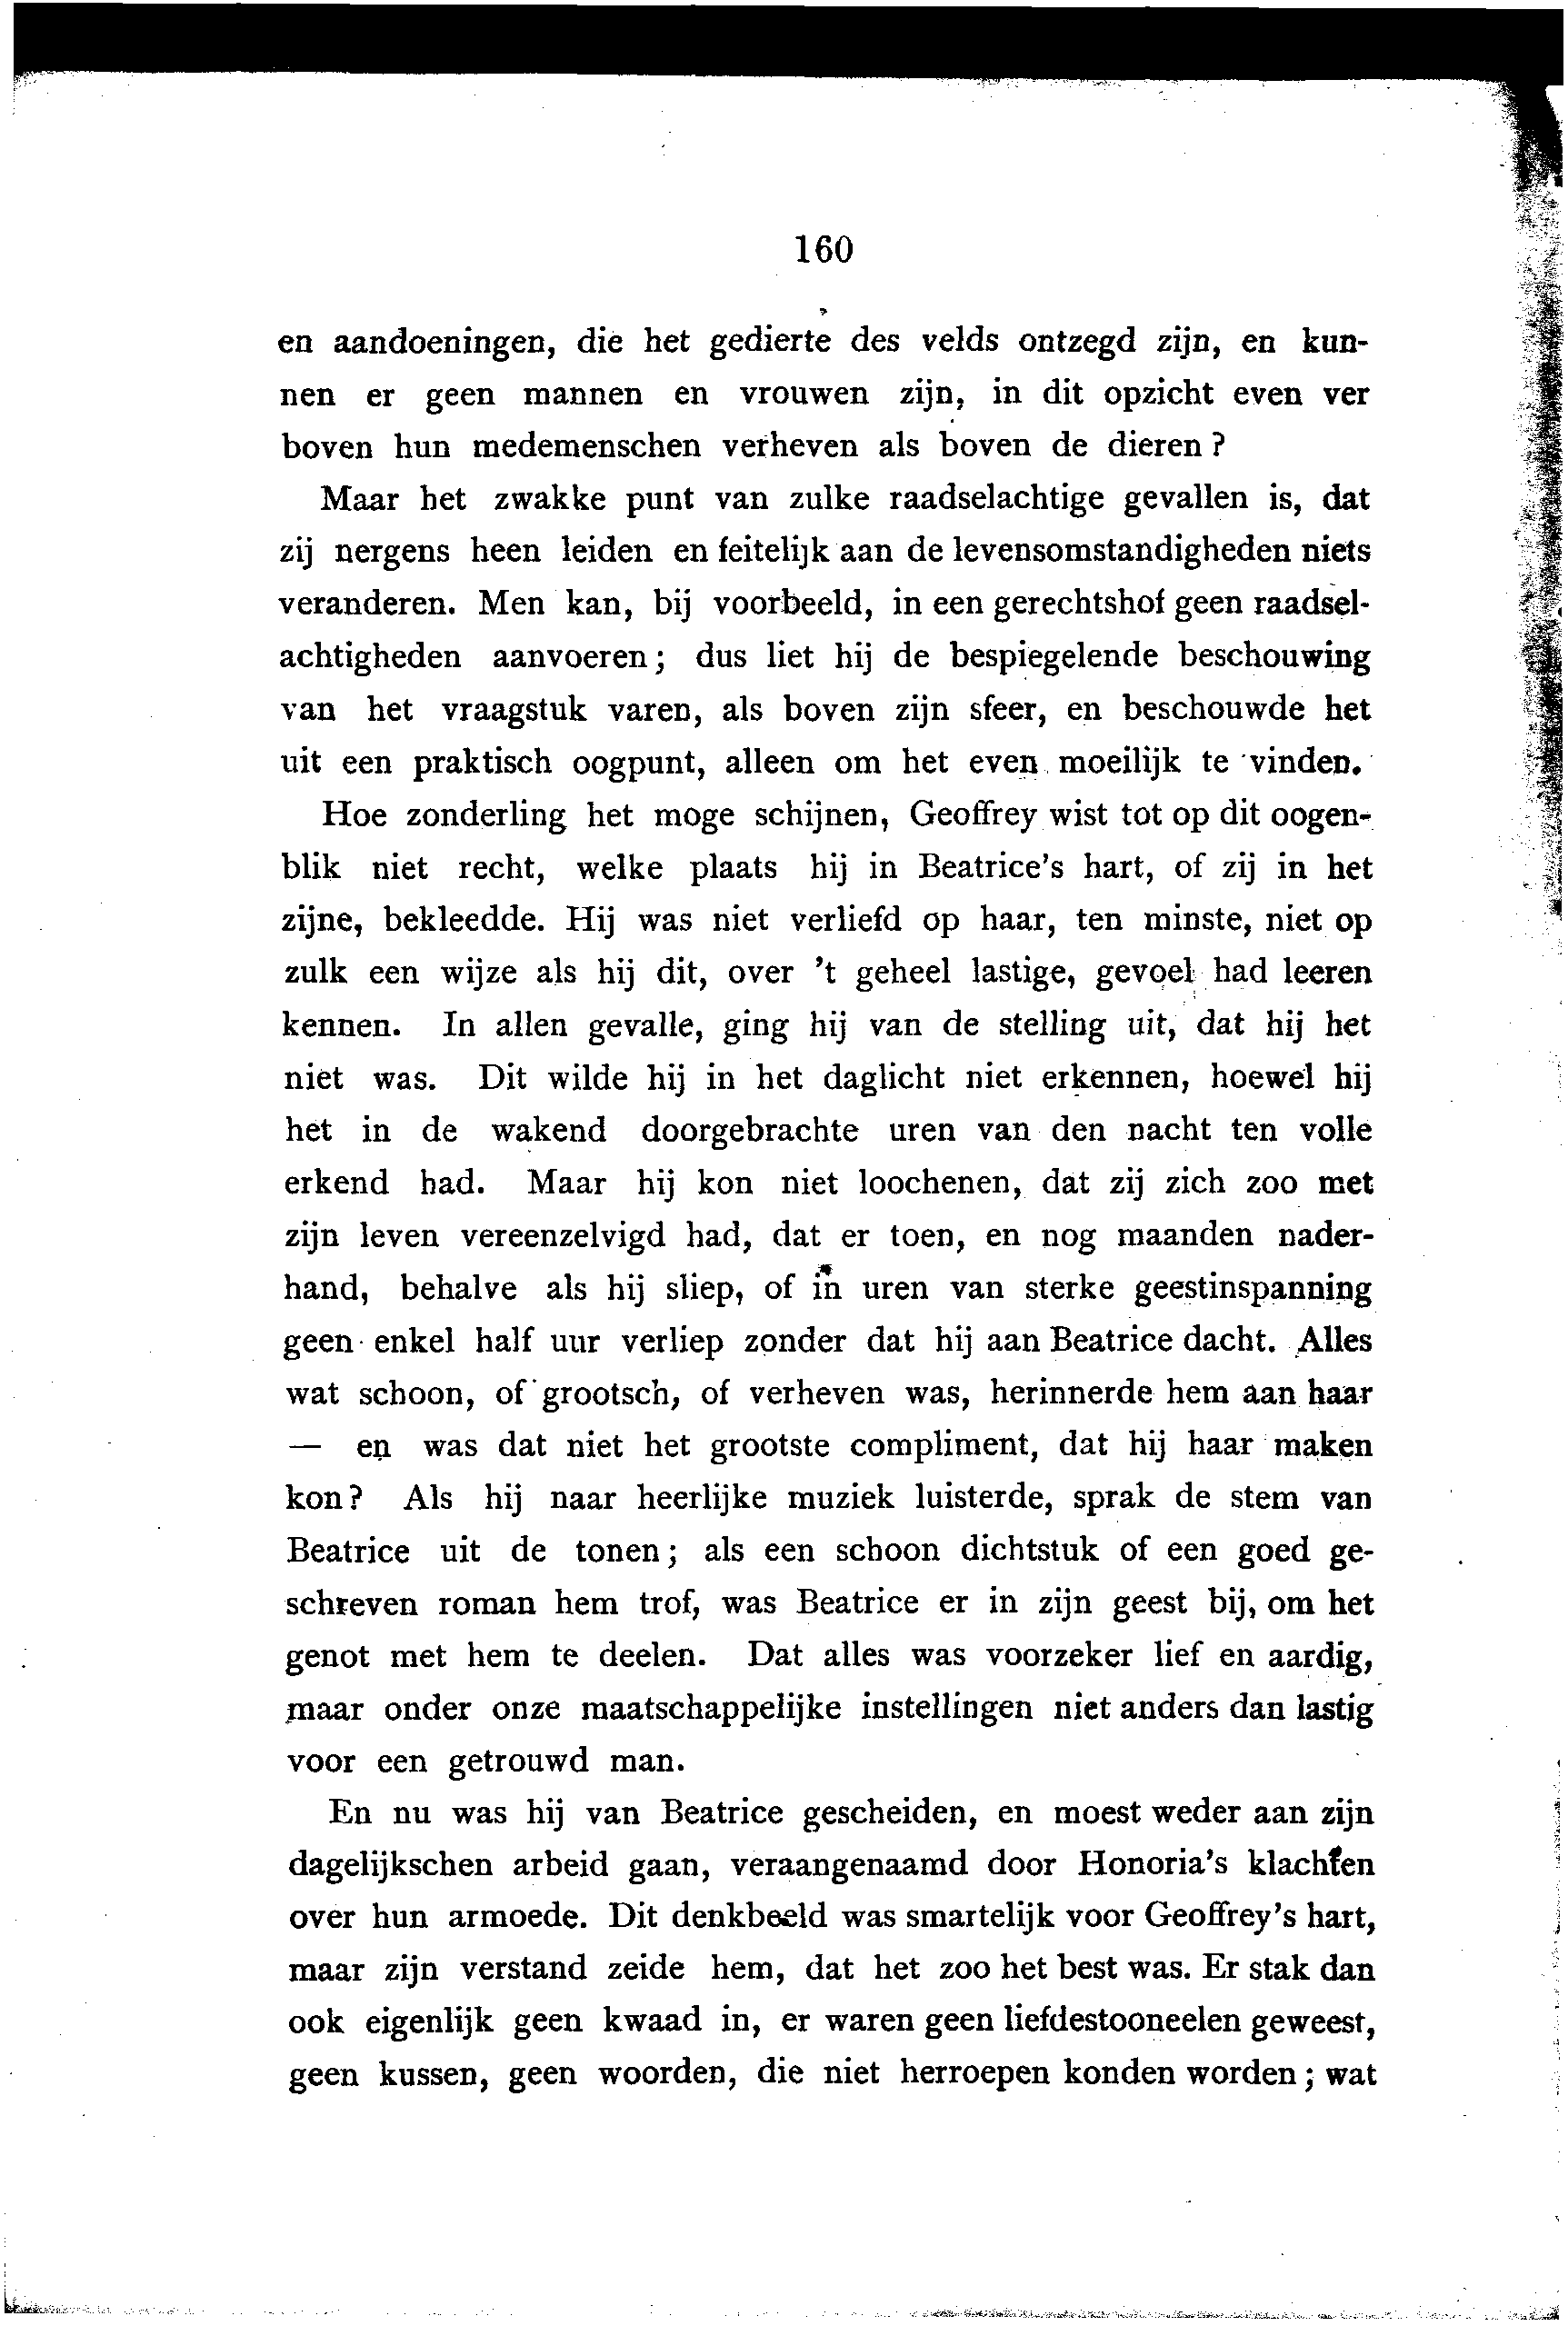 160
en aandoeningen, die het gedierte des velds ontzegd zijn, en kun-
nen er geen mannen en vrouwen zijn, in dit opzicht even ver
boven hun medemenschen verheven als boven de dieren?
Maar het zwakke punt van zulke raadselachtige gevallen is, dat
zij nergens heen leiden en feitelijk aan de levensomstandigheden niets
veranderen. Men kan, bij voorbeeld, in een gerechtshof geen raadsel-
achtigheden aanvoeren; dus liet hij de bespiegelende beschouwing
van het vraagstuk varen, als boven zijn sfeer, en beschouwde het
uit een praktisch oogpunt, alleen om het even moeilijk te vinden.
Hoe zonderling het moge schijnen, Geoffrey wist tot op dit oogen-
blik niet recht, welke plaats hij in Beatrice's hart, of zij in het
zijne, bekleedde. Hij was niet verliefd op haar, ten minste, niet op
zulk een wijze als hij dit, over 't geheel lastige, gevoel had leeren
kennen. In allen gevalle, ging hij van de stelling uit, dat hij het
niet was. Dit wilde hij in het daglicht niet erkennen, hoewel hij
het in de wakend doorgebrachte uren van den nacht ten volle
erkend had. Maar hij kon niet loochenen, dat zij zich zoo met
zijn leven vereenzelvigd had, dat er toen, en nog maanden nader-
hand, behalve als hij sliep, of in uren van sterke geestinspanning
geen enkel half uur verliep zonder dat hij aan Beatrice dacht. Alles
wat schoon, of grootsch, of verheven was, herinnerde hem aan haar
— en was dat niet het grootste compliment, dat hij haar maken
kon? Als hij naar heerlijke muziek luisterde, sprak de stem van
Beatrice uit de tonen; als een schoon dichtstuk of een goed ge-
schreven roman hem trof, was Beatrice er in zijn geest bij, om het
genot met hem te deelen. Dat alles was voorzeker lief en aardig,
maar onder onze maatschappelijke instellingen niet anders dan lastig
voor een getrouwd man.
En nu was hij van Beatrice gescheiden, en moest weder aan zijn
dagelijkschen arbeid gaan, veraangenaamd door Honoria's klachten
over hun armoede. Dit denkbeeld was smartelijk voor Geoffrey's hart,
maar zijn verstand zeide hem, dat het zoo het best was. Er stak dan
ook eigenlijk geen kwaad in, er waren geen liefdestooneelen geweest,
geen kussen, geen woorden, die niet herroepen konden worden; wat